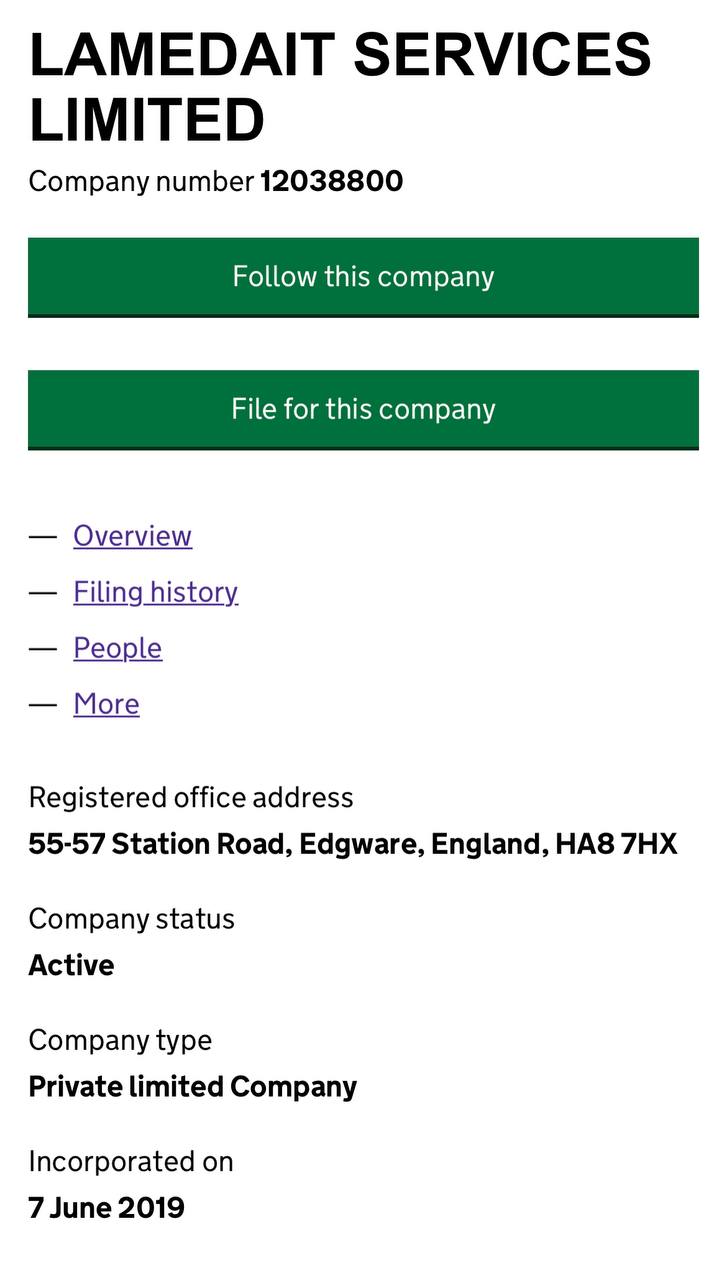 LAMEDAIT SERVICES
LIMITED
Company number 12038800
Follow this company
File for this company
— Overview
— Filing history
— People
— More
Registered office address
55-57 Station Road, Edgware, England, HA8 7HX
Company status
Active
Company type
Private limited Company
Incorporated on
7 June 2019